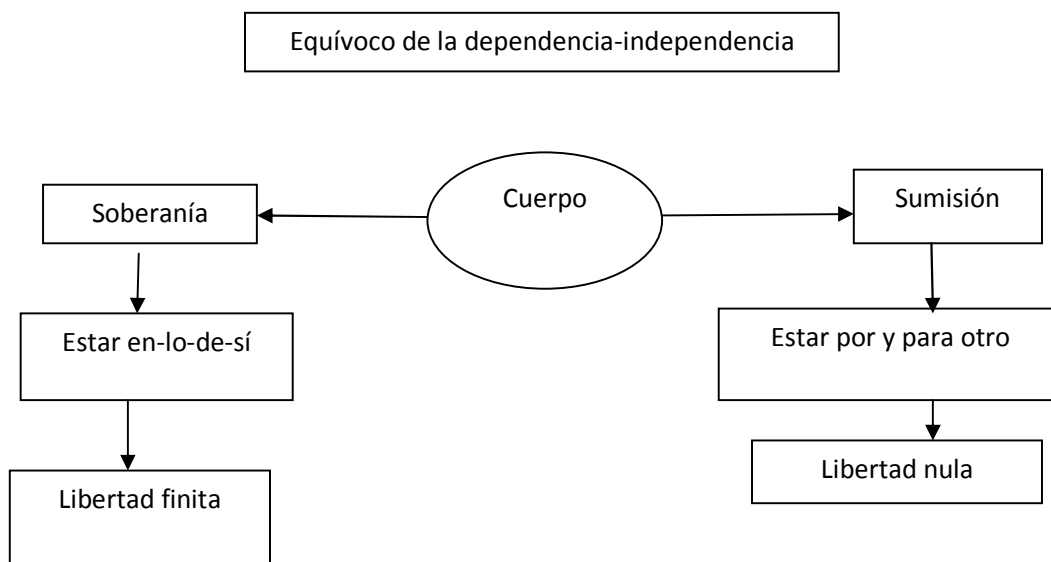 Equívoco de la dependencia-independencia
Cuerpo
Soberanía
Sumisión
Estar en-lo-de-sí
Estar por y para otro
Libertad finita
Libertad nula